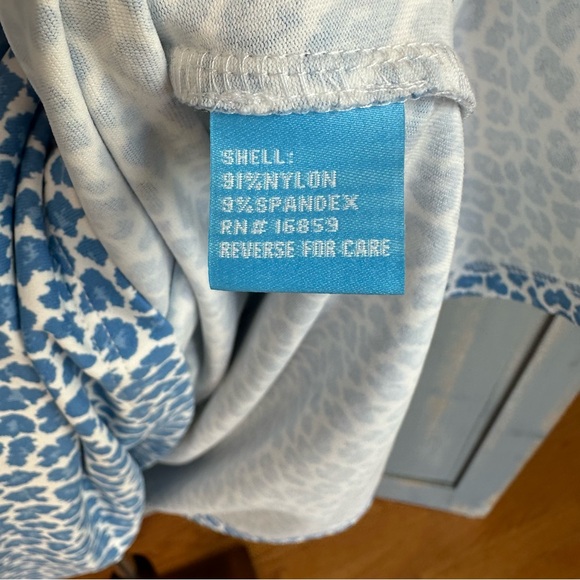 SHELL:
91%NYLON
9%SPANDEX
RN# 16859
REVERSE FOR CARE